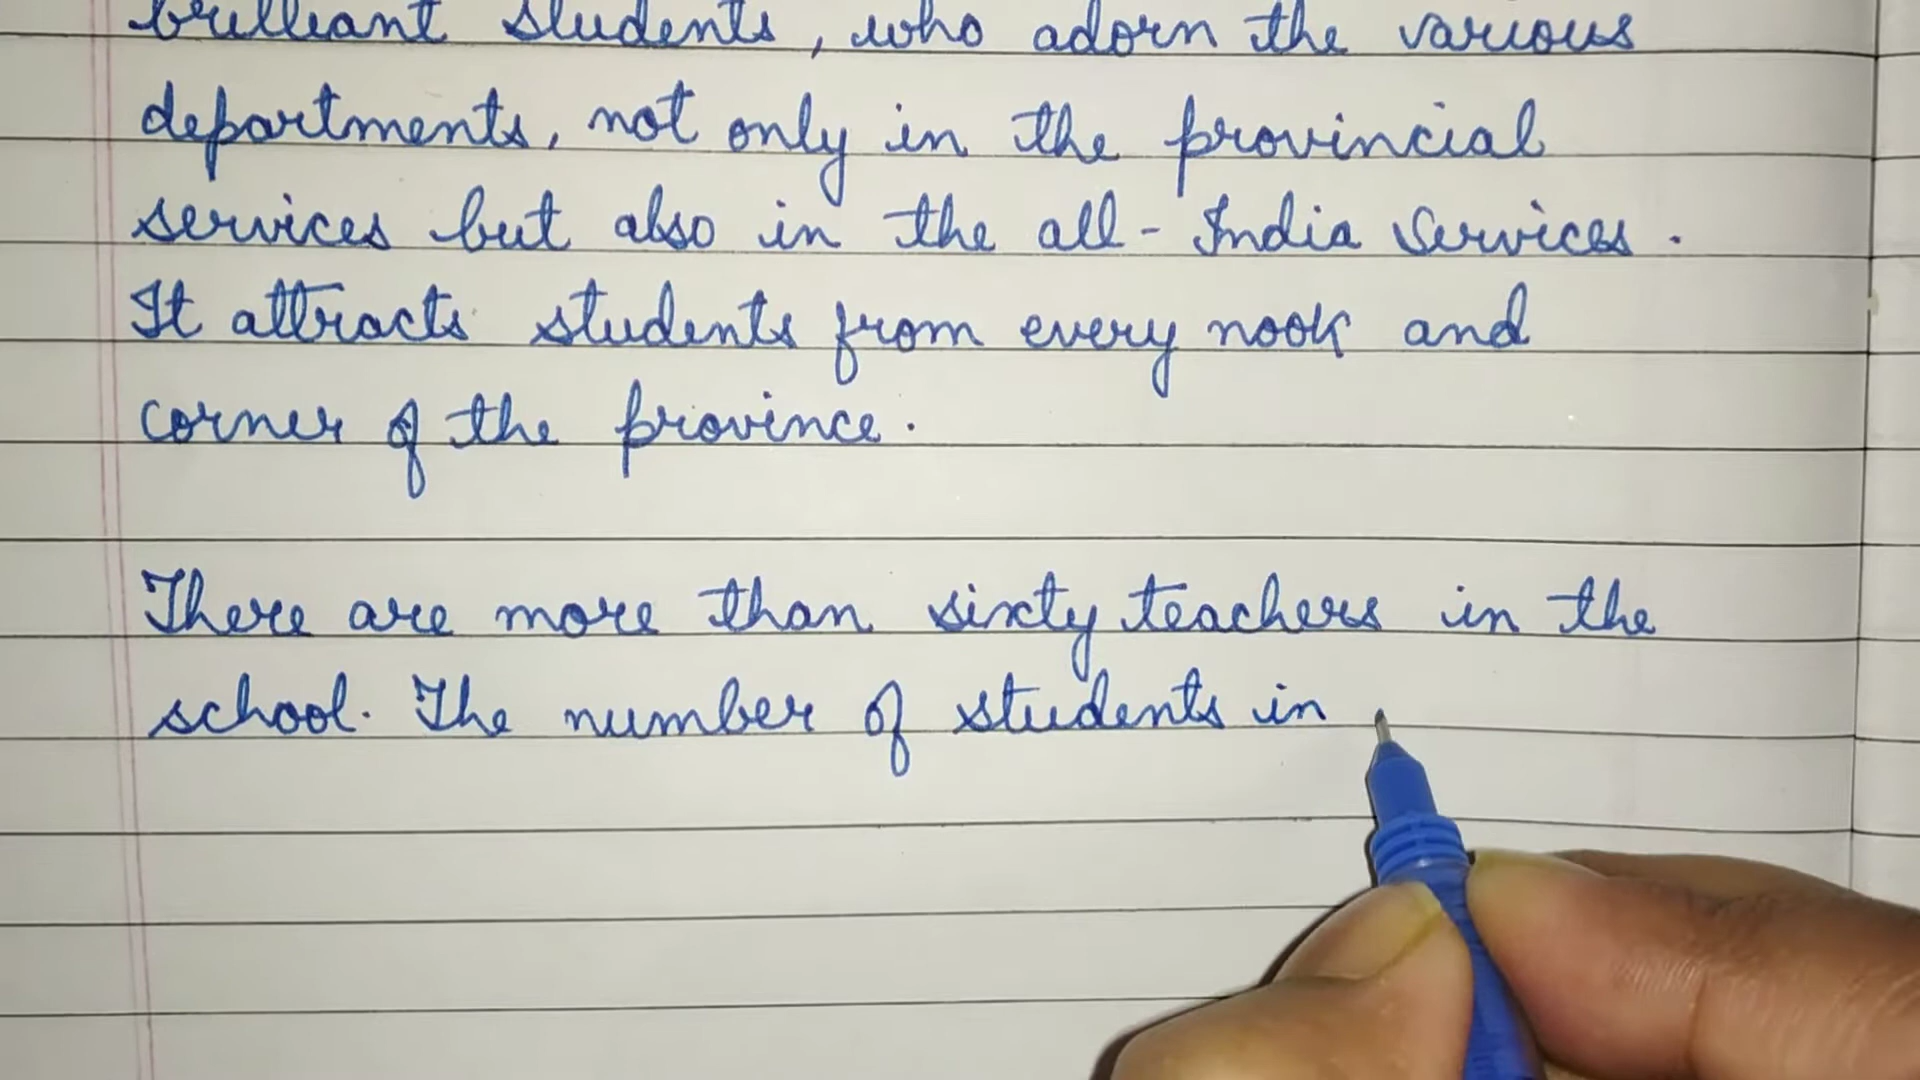 brilliant students, who adorn the various
departments, not only in the provincial
services but also in the all-India Services.
It attracts students from every nook and
corner of the province.
There are more than sixty teachers in the
school. The number of students in